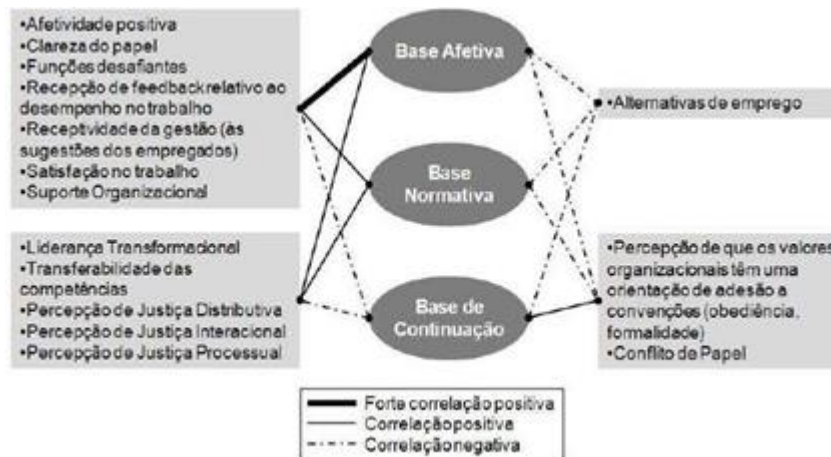 •Afetividade positiva
•Clareza do papel
•Funções desafiantes
•Recepção de feedbackrelativo ao
desempenho no trabalho
•Receptividade da gestão (às
sugestões dos empregados)
•Satisfação no trabalho
•Suporte Organizacional
•Liderança Transformacional
•Transferabilidade das
competências
•Percepção de Justiça Distributiva
•Percepção de Justiça Interacional
•Percepção de Justiça Processual
Base Afetiva
Base
Normativa
Base de
Continuação
•Alternativas de emprego
•Percepção de que os valores
organizacionais têm uma
orientação de adesão a
convenções (obediência,
formalidade)
•Conflito de Papel
Forte correlação positiva
Correlação positiva
Correlação negativa